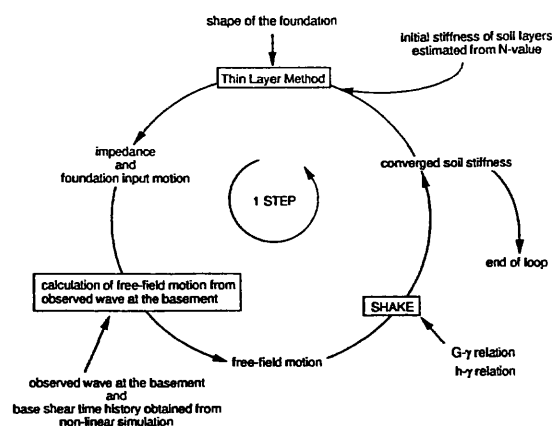 shape of the foundation
initial stiffness of soil layers
estimated from N-value
Thin Layer Method
impedance
and
foundation input motion
converged soil stiffness
1 STEP
end of loop
calculation of free-field motion from
observed wave at the basement
SHAKE
free-field motion
G-γ relation
h-γ relation
observed wave at the basement
and
base shear time history obtained from
non-linear simulation